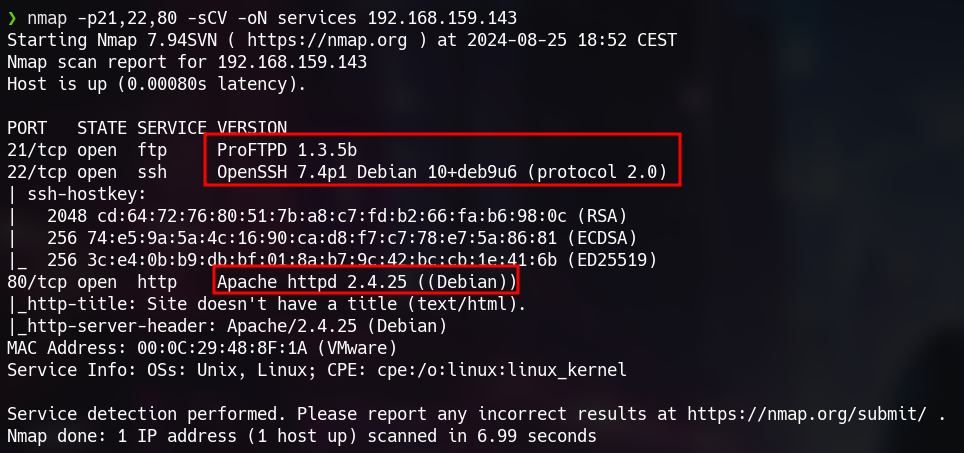 ❯ nmap -p21,22,80 -sCV -oN services 192.168.159.143
Starting Nmap 7.94SVN ( https://nmap.org ) at 2024-08-25 18:52 CEST
Nmap scan report for 192.168.159.143
Host is up (0.00080s latency).
PORT   STATE SERVICE VERSION
21/tcp open  ftp     ProFTPD 1.3.5b
22/tcp open  ssh     OpenSSH 7.4p1 Debian 10+deb9u6 (protocol 2.0)
| ssh-hostkey:
|   2048 cd:64:72:76:80:51:7b:a8:c7:fd:b2:66:fa:b6:98:0c (RSA)
|   256 74:e5:9a:5a:4c:16:90:ca:d8:f7:c7:78:e7:5a:86:81 (ECDSA)
|_  256 3c:e4:0b:b9:db:bf:01:8a:b7:9c:42:bc:cb:1e:41:6b (ED25519)
80/tcp open  http    Apache httpd 2.4.25 ((Debian))
|_http-title: Site doesn't have a title (text/html).
|_http-server-header: Apache/2.4.25 (Debian)
MAC Address: 00:0C:29:48:8F:1A (VMware)
Service Info: OSs: Unix, Linux; CPE: cpe:/o:linux:linux_kernel
Service detection performed. Please report any incorrect results at https://nmap.org/submit/ .
Nmap done: 1 IP address (1 host up) scanned in 6.99 seconds